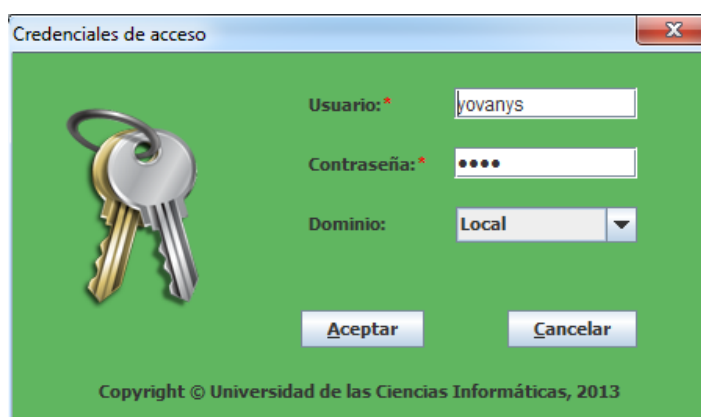 Credenciales de acceso
Usuario:* yovanys
Contraseña:* ••••
Dominio: Local
Aceptar Cancelar
Copyright © Universidad de las Ciencias Informáticas, 2013